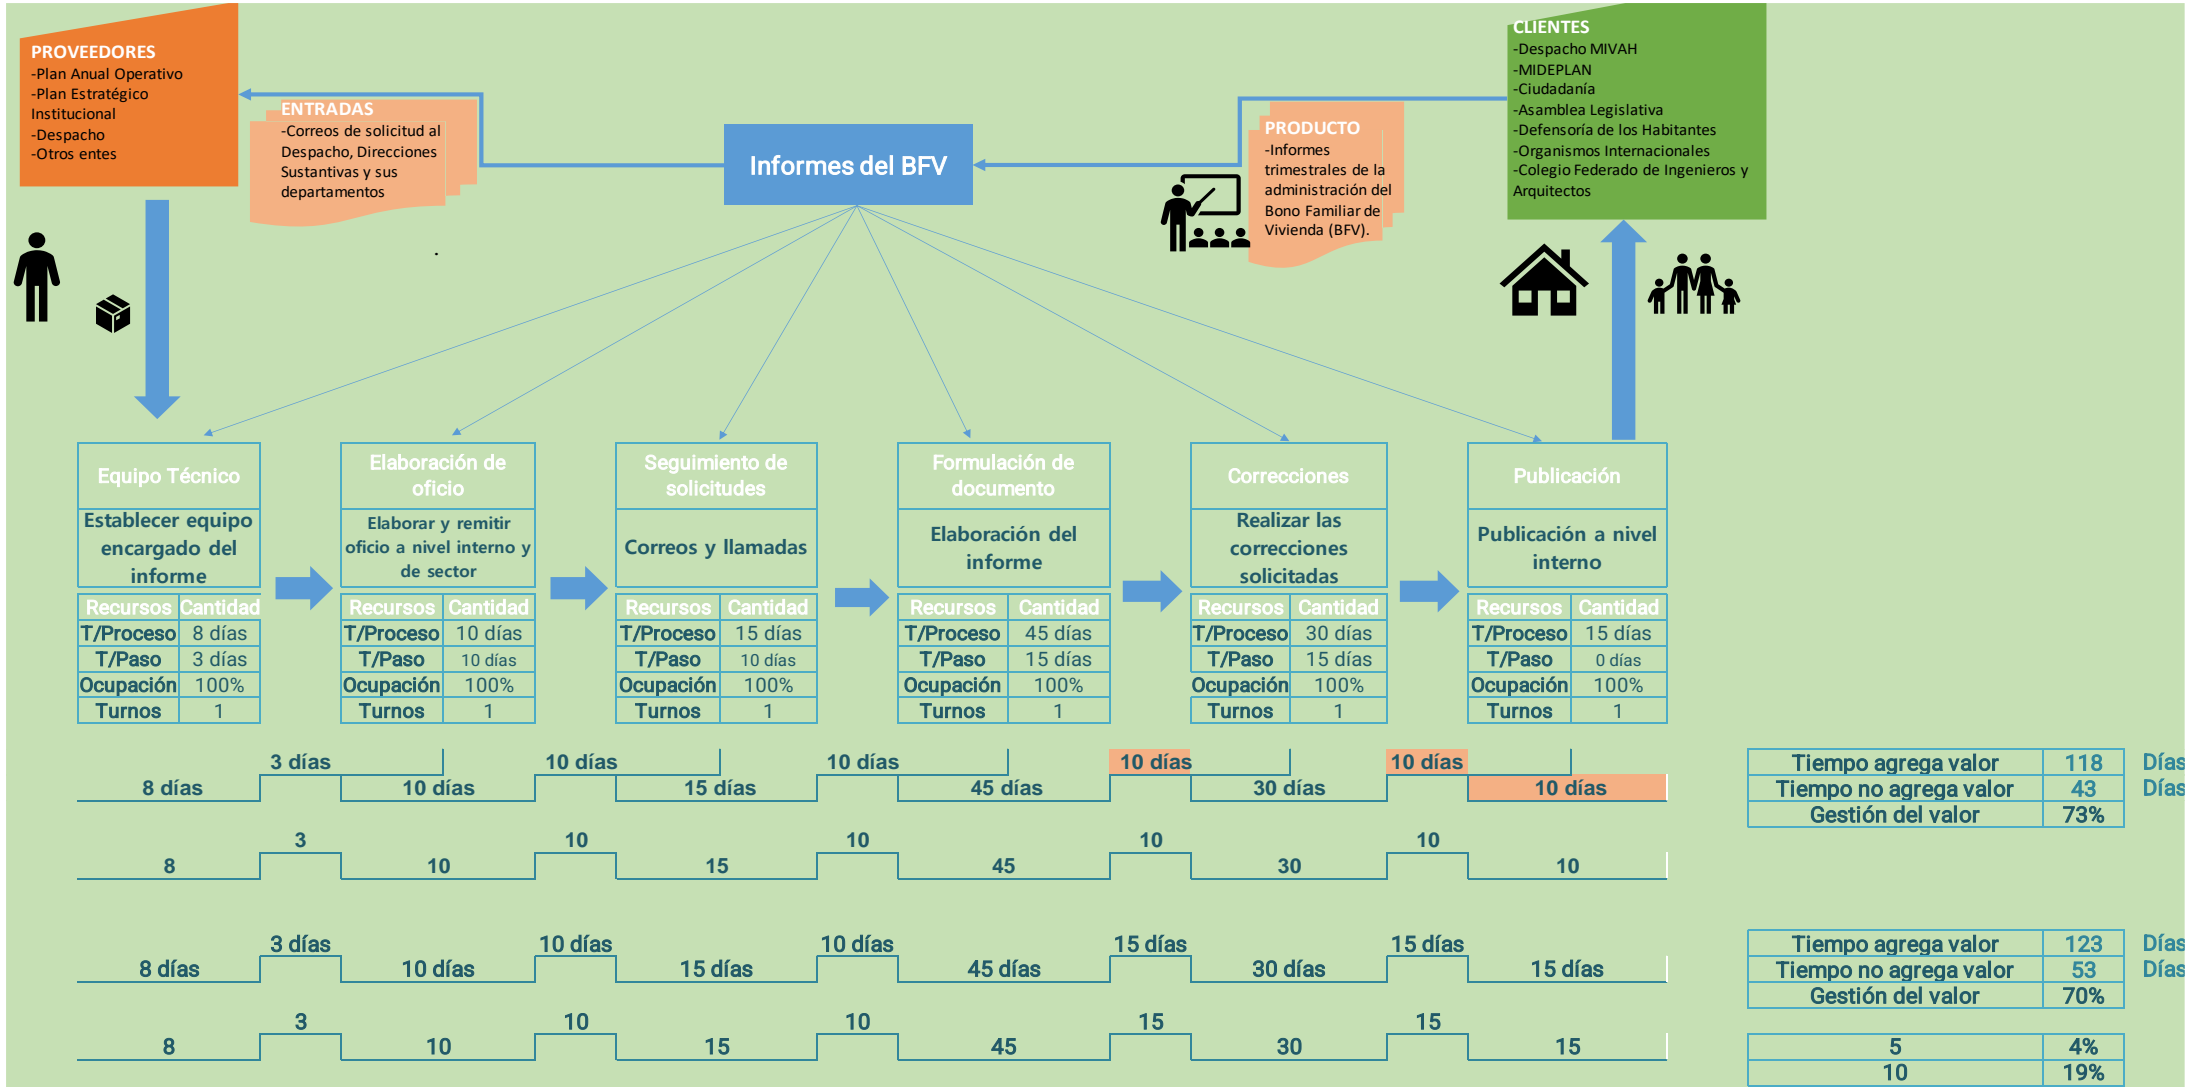 PROVEEDORES
-Plan Anual Operativo
-Plan Estratégico
Institucional
-Despacho
-Otros entes
ENTRADAS
-Correos de solicitud al
Despacho, Direcciones
Sustantivas y sus
departamentos
Informes del BFV
PRODUCTO
-Informes
trimestrales de la
administración del
Bono Familiar de
Vivienda (BFV).
CLIENTES
-Despacho MIVAH
-MIDEPLAN
-Ciudadanía
-Asamblea Legislativa
-Defensoría de los Habitantes
-Organismos Internacionales
-Colegio Federado de Ingenieros y
Arquitectos
.
Equipo Técnico
Establecer equipo
encargado del
informe
Recursos Cantidad
T/Proceso 8 días
T/Paso 3 días
Ocupación 100%
Turnos 1
Elaboración de
oficio
Elaborar y remitir
oficio a nivel interno y
de sector
Recursos Cantidad
T/Proceso 10 días
T/Paso 10 días
Ocupación 100%
Turnos 1
Seguimiento de
solicitudes
Correos y llamadas
Recursos Cantidad
T/Proceso 15 días
T/Paso 10 días
Ocupación 100%
Turnos 1
Formulación de
documento
Elaboración del
informe
Recursos Cantidad
T/Proceso 45 días
T/Paso 15 días
Ocupación 100%
Turnos 1
Correcciones
Realizar las
correcciones
solicitadas
Recursos Cantidad
T/Proceso 30 días
T/Paso 15 días
Ocupación 100%
Turnos 1
Publicación
Publicación a nivel
interno
Recursos Cantidad
T/Proceso 15 días
T/Paso 0 días
Ocupación 100%
Turnos 1
3 días 10 días 10 días 10 días 10 días
8 días 10 días 15 días 45 días 30 días 10 días
Tiempo agrega valor 118 Días
Tiempo no agrega valor 43 Días
Gestión del valor 73%
3 10 10 10 10
8 10 15 45 30 10
3 días 10 días 10 días 15 días 15 días
8 días 10 días 15 días 45 días 30 días 15 días
Tiempo agrega valor 123 Días
Tiempo no agrega valor 53 Días
Gestión del valor 70%
3 10 10 15 15
8 10 15 45 30 15
5 4%
10 19%